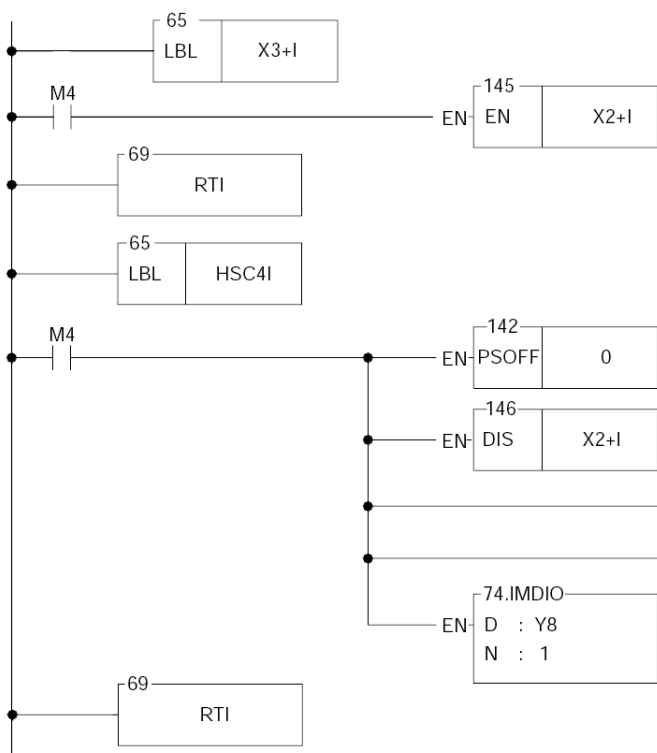 65
LBL X3+I
M4
145
EN EN X2+I
69
RTI
65
LBL HSC4I
M4
142
EN PSOFF 0
146
EN DIS X2+I
74.IMDIO
EN D : Y8
N : 1
69
RTI